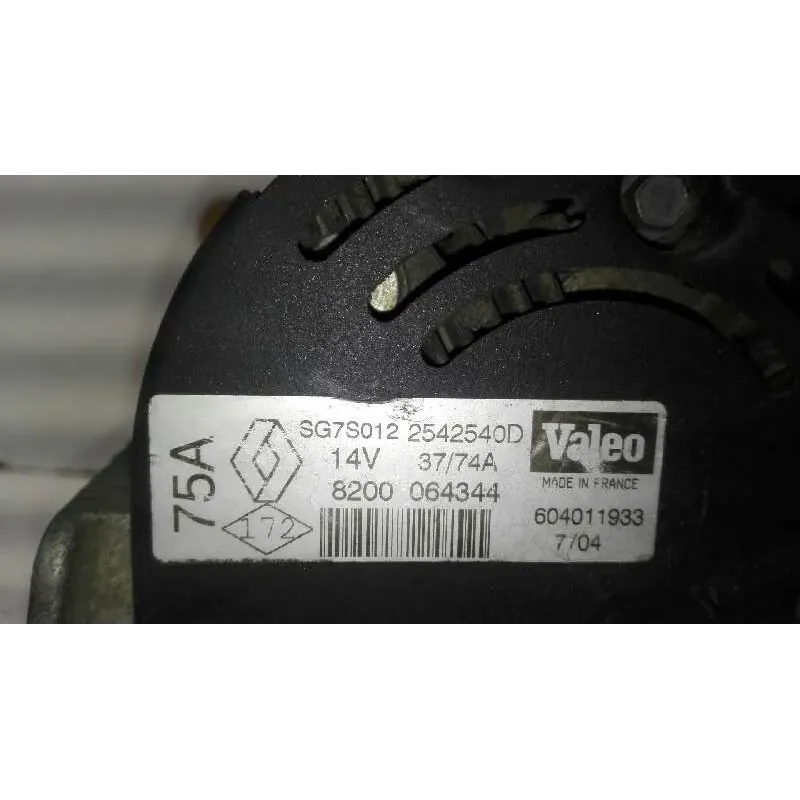 75A
SG7S012 2542540D
14V 37/74A
8200 064344
172
Valeo
MADE IN FRANCE
604011933
7/04